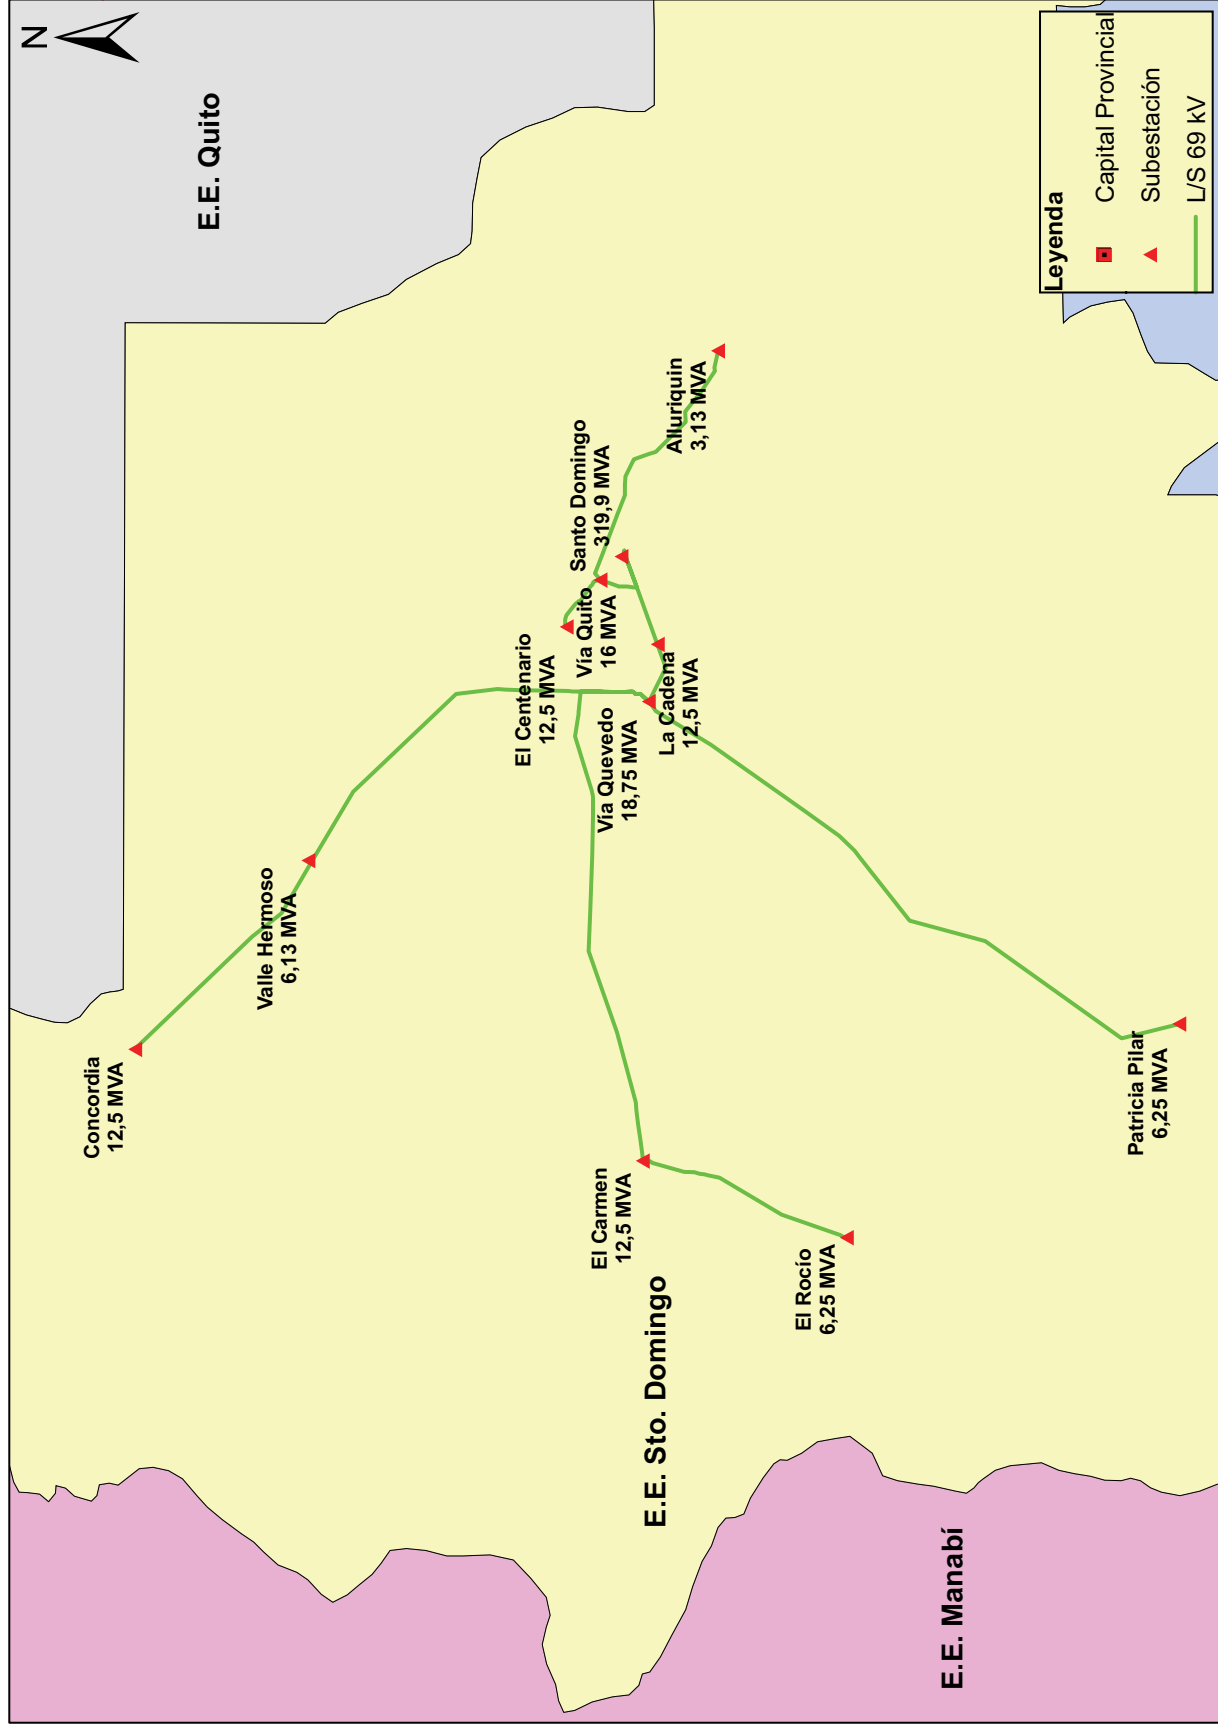 N
E.E. Quito
Concordia
12,5 MVA
Valle Hermoso
6,13 MVA
El Centenario
12,5 MVA
Santo Domingo
319,9 MVA
Vía Quito
16 MVA
Alluriquin
3,13 MVA
Vía Quevedo
18,75 MVA
La Cadena
12,5 MVA
El Carmen
12,5 MVA
E.E. Sto. Domingo
El Rocío
6,25 MVA
Patricia Pilar
6,25 MVA
E.E. Manabí
Leyenda
Capital Provincial
Subestación
L/S 69 kV